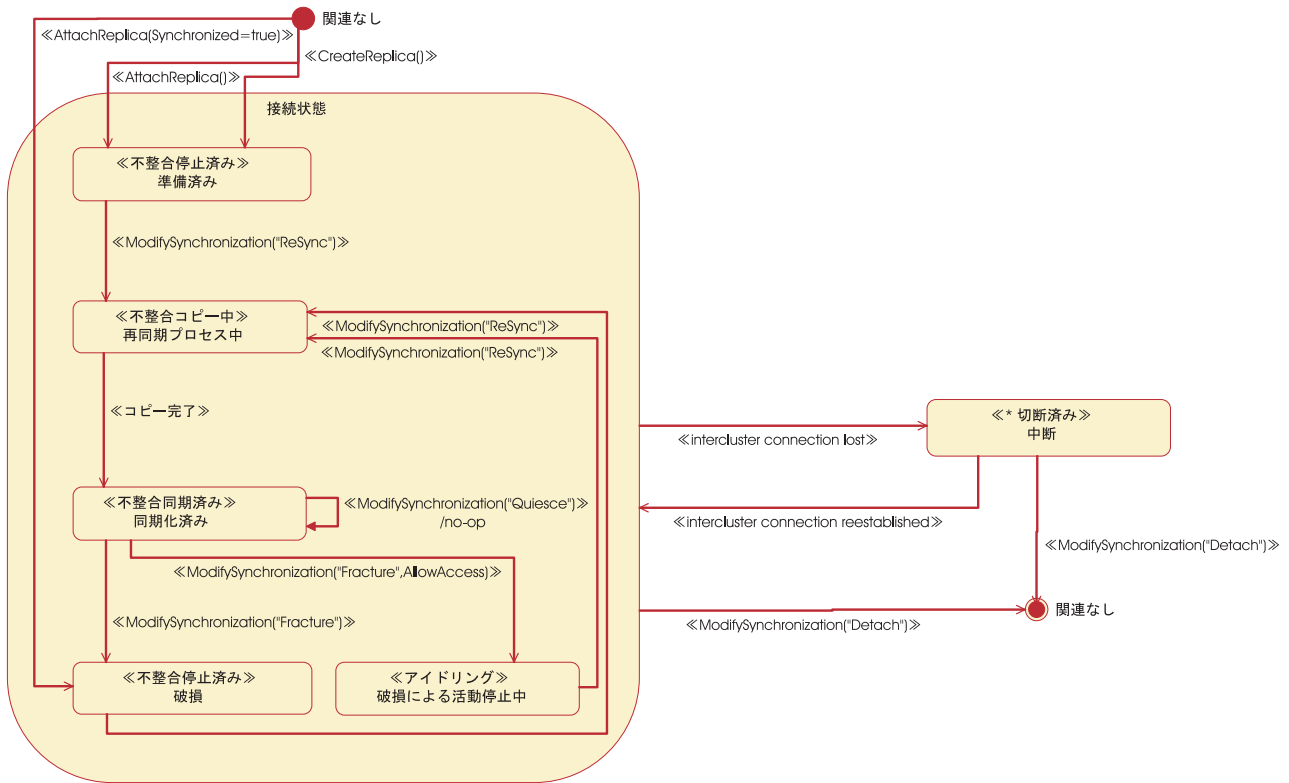 関連なし
≪AttachReplica(Synchronized=true)≫
≪CreateReplica()≫
≪AttachReplica()≫
接続状態
≪不整合停止済み≫
準備済み
≪ModifySynchronization("ReSync")≫
≪不整合コピー中≫
再同期プロセス中
≪ModifySynchronization("ReSync")≫
≪ModifySynchronization("ReSync")≫
≪コピー完了≫
≪* 切断済み≫
中断
≪intercluster connection lost≫
≪不整合同期済み≫
同期化済み
≪ModifySynchronization("Quiesce")≫
/no-op
≪intercluster connection reestablished≫
≪ModifySynchronization("Detach")≫
≪ModifySynchronization("Fracture",AllowAccess)≫
関連なし
≪ModifySynchronization("Fracture")≫
≪ModifySynchronization("Detach")≫
≪不整合停止済み≫
破損
≪アイドリング≫
破損による活動停止中